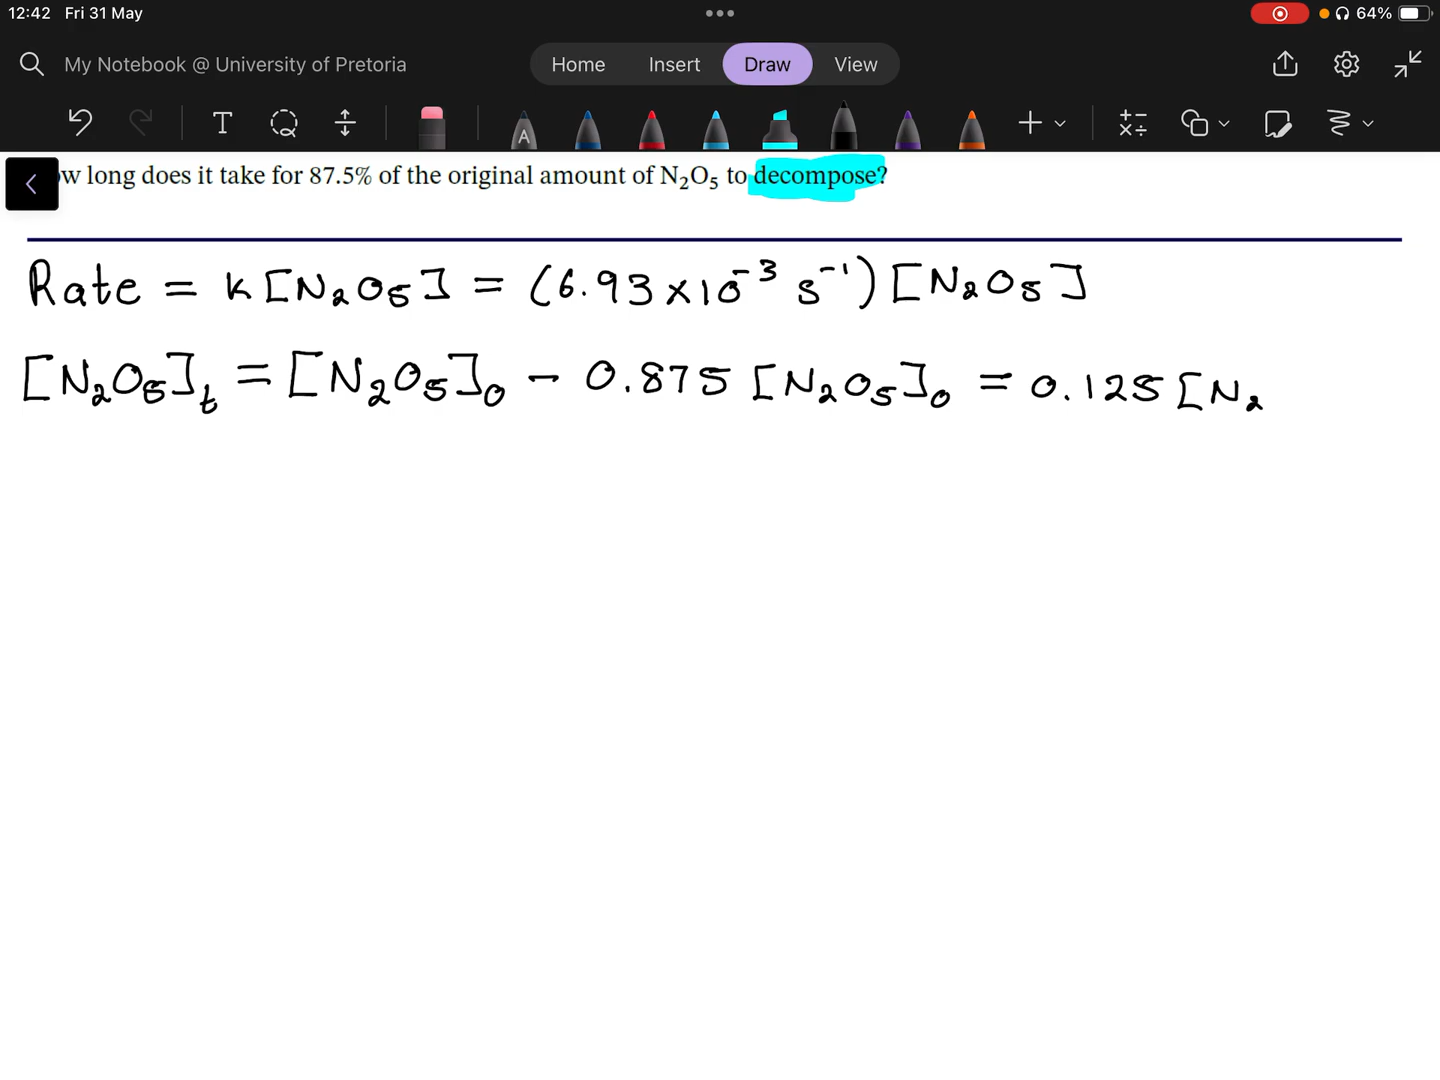 12:42 Fri 31 May
64%
My Notebook @ University of Pretoria
Home Insert Draw View
T
A
ow long does it take for 87.5% of the original amount of N₂O₅ to decompose?
Rate = k[N₂O₅] = (6.93×10⁻³ s⁻¹)[N₂O₅]
[N₂O₅]ₜ = [N₂O₅]₀ − 0.875 [N₂O₅]₀ = 0.125 [N₂